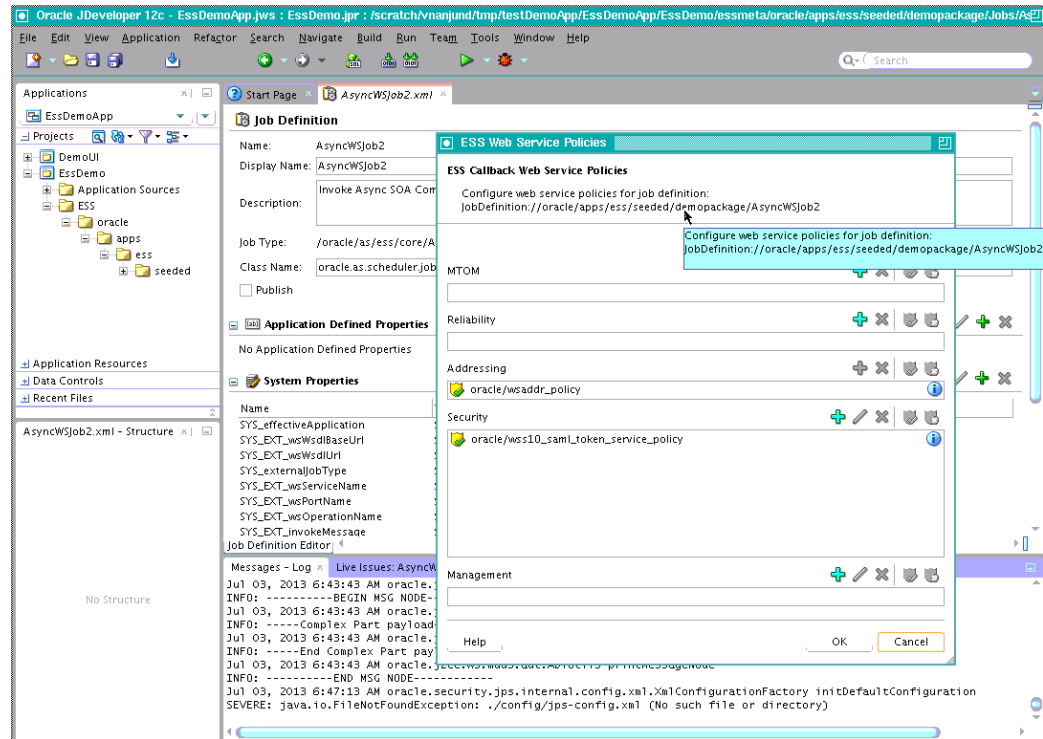 Oracle JDeveloper 12c - EssDemoApp.jws : EssDemo.jpr : /scratch/vnanjund/tmp/testDemoApp/EssDemoApp/EssDemo/essmeta/oracle/apps/ess/seeded/demopackage/Jobs/As
File Edit View Application Refactor Search Navigate Build Run Team Tools Window Help
Search
Applications
EssDemoApp
Projects
DemoUI
EssDemo
Application Sources
ESS
oracle
apps
ess
seeded
Application Resources
Data Controls
Recent Files
AsyncWSJob2.xml - Structure
No Structure
Start Page
AsyncWSJob2.xml
Job Definition
Name: AsyncWSJob2
Display Name: AsyncWSJob2
Description: Invoke Async SOA Com
Job Type: /oracle/as/ess/core/A
Class Name: oracle.as.scheduler.job
Publish
Application Defined Properties
No Application Defined Properties
System Properties
Name
SYS_effectiveApplication
SYS_EXT_wsWsdlBaseUrl
SYS_EXT_wsWsdlUrl
SYS_externalJobType
SYS_EXT_wsServiceName
SYS_EXT_wsPortName
SYS_EXT_wsOperationName
SYS_EXT_invokeMessage
Job Definition Editor
ESS Web Service Policies
ESS Callback Web Service Policies
Configure web service policies for job definition:
JobDefinition://oracle/apps/ess/seeded/demopackage/AsyncWSJob2
Configure web service policies for job definition:
JobDefinition://oracle/apps/ess/seeded/demopackage/AsyncWSJob2
MTOM
Reliability
Addressing
oracle/wsaddr_policy
Security
oracle/wss10_saml_token_service_policy
Management
Help OK Cancel
Messages - Log
Live Issues: AsyncW
Jul 03, 2013 6:43:43 AM oracle.
INFO: ----------BEGIN MSG NODE-
Jul 03, 2013 6:43:43 AM oracle.
INFO: -----Complex Part payload
Jul 03, 2013 6:43:43 AM oracle.
INFO: -----End Complex Part pay
Jul 03, 2013 6:43:43 AM oracle.
INFO: ----------END MSG NODE------------
Jul 03, 2013 6:47:13 AM oracle.security.jps.internal.config.xml.XmlConfigurationFactory initDefaultConfiguration
SEVERE: java.io.FileNotFoundException: ./config/jps-config.xml (No such file or directory)